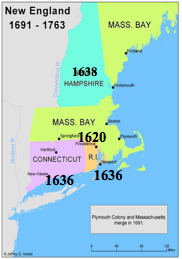 New England
1691 - 1763
MASS. BAY
Portland
1638
HAMPSHIRE
Portsmouth
MASS. BAY
Boston
Springfield
1620
Plymouth
Hartford
Providence
CONNECTICUT
R.I.
Newport
New Haven
1636
1636
Plymouth Colony and Massachusetts
merge in 1691.